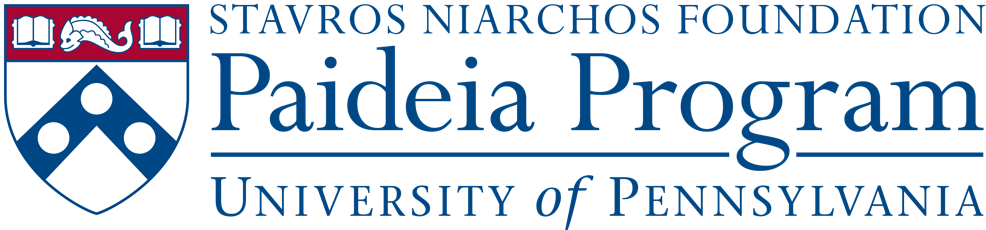 STAVROS NIARCHOS FOUNDATION
Paideia Program
UNIVERSITY of PENNSYLVANIA